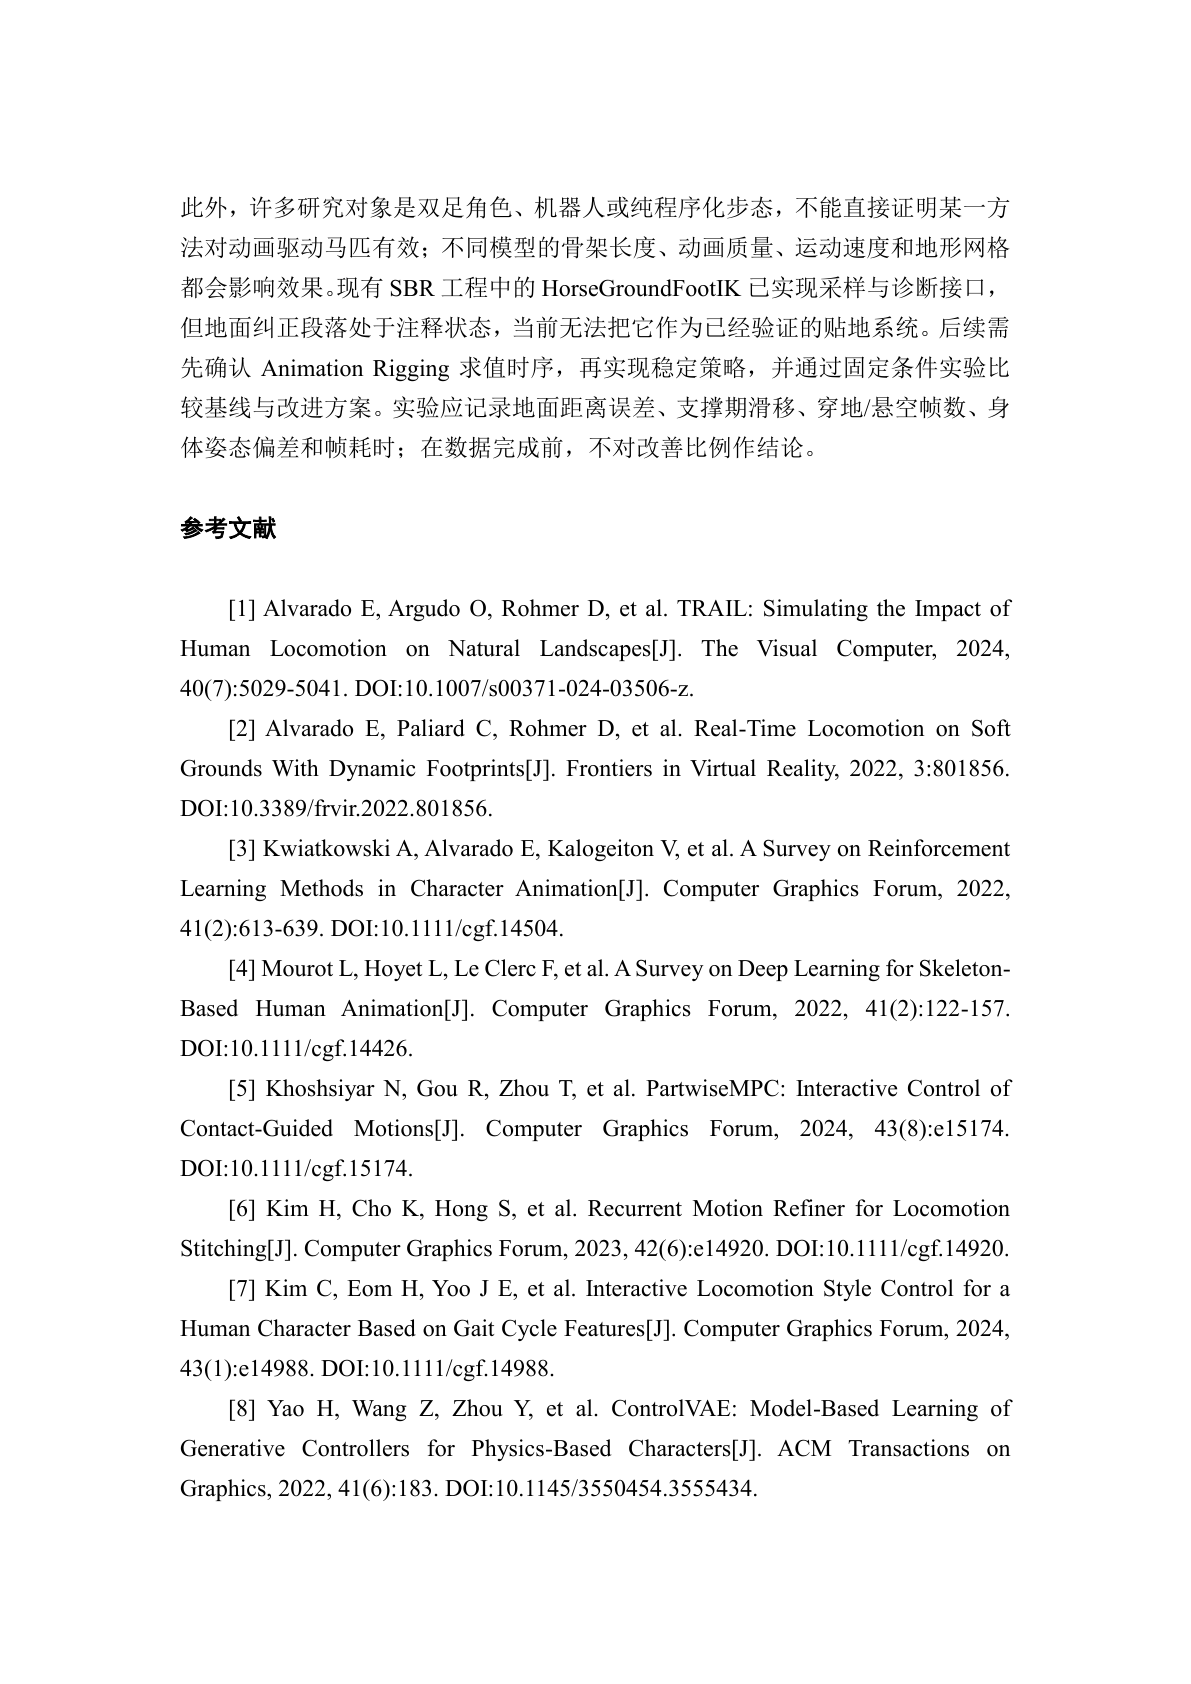 此外，许多研究对象是双足角色、机器人或纯程序化步态，不能直接证明某一方
法对动画驱动马匹有效；不同模型的骨架长度、动画质量、运动速度和地形网格
都会影响效果。现有 SBR 工程中的 HorseGroundFootIK 已实现采样与诊断接口，
但地面纠正段落处于注释状态，当前无法把它作为已经验证的贴地系统。后续需
先确认 Animation Rigging 求值时序，再实现稳定策略，并通过固定条件实验比
较基线与改进方案。实验应记录地面距离误差、支撑期滑移、穿地/悬空帧数、身
体姿态偏差和帧耗时；在数据完成前，不对改善比例作结论。
参考文献
[1] Alvarado E, Argudo O, Rohmer D, et al. TRAIL: Simulating the Impact of
Human Locomotion on Natural Landscapes[J]. The Visual Computer, 2024,
40(7):5029-5041. DOI:10.1007/s00371-024-03506-z.
[2] Alvarado E, Paliard C, Rohmer D, et al. Real-Time Locomotion on Soft
Grounds With Dynamic Footprints[J]. Frontiers in Virtual Reality, 2022, 3:801856.
DOI:10.3389/frvir.2022.801856.
[3] Kwiatkowski A, Alvarado E, Kalogeiton V, et al. A Survey on Reinforcement
Learning Methods in Character Animation[J]. Computer Graphics Forum, 2022,
41(2):613-639. DOI:10.1111/cgf.14504.
[4] Mourot L, Hoyet L, Le Clerc F, et al. A Survey on Deep Learning for Skeleton-
Based Human Animation[J]. Computer Graphics Forum, 2022, 41(2):122-157.
DOI:10.1111/cgf.14426.
[5] Khoshsiyar N, Gou R, Zhou T, et al. PartwiseMPC: Interactive Control of
Contact-Guided Motions[J]. Computer Graphics Forum, 2024, 43(8):e15174.
DOI:10.1111/cgf.15174.
[6] Kim H, Cho K, Hong S, et al. Recurrent Motion Refiner for Locomotion
Stitching[J]. Computer Graphics Forum, 2023, 42(6):e14920. DOI:10.1111/cgf.14920.
[7] Kim C, Eom H, Yoo J E, et al. Interactive Locomotion Style Control for a
Human Character Based on Gait Cycle Features[J]. Computer Graphics Forum, 2024,
43(1):e14988. DOI:10.1111/cgf.14988.
[8] Yao H, Wang Z, Zhou Y, et al. ControlVAE: Model-Based Learning of
Generative Controllers for Physics-Based Characters[J]. ACM Transactions on
Graphics, 2022, 41(6):183. DOI:10.1145/3550454.3555434.